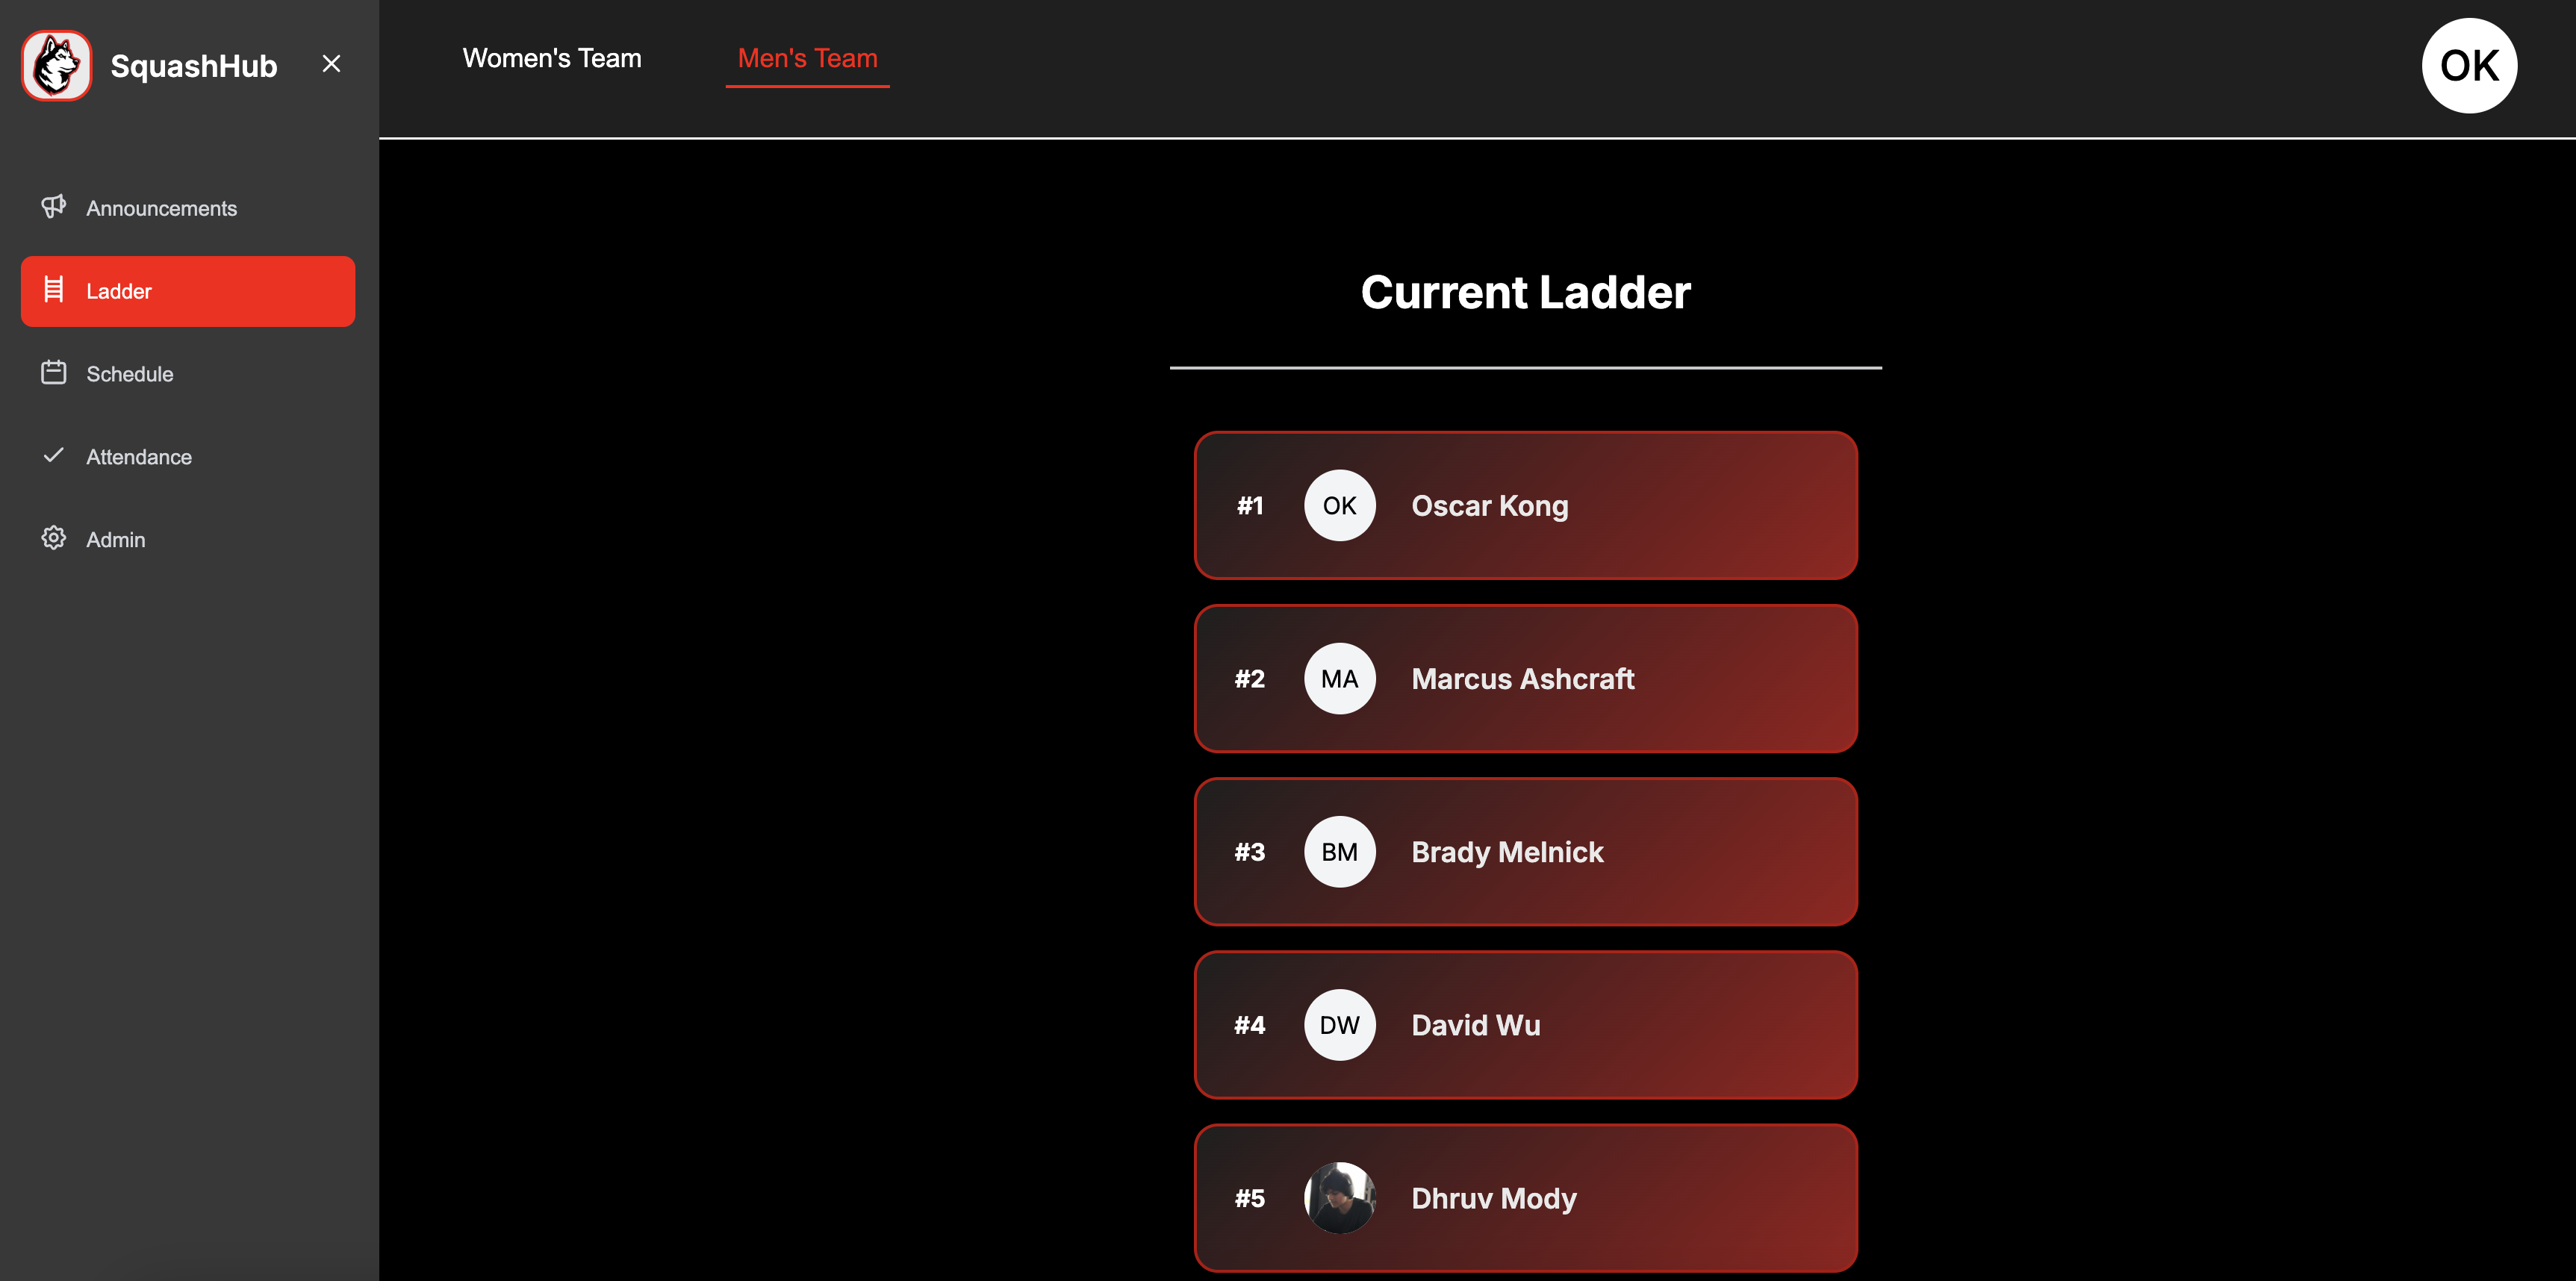 SquashHub
Announcements
Ladder
Schedule
Attendance
Admin
Women's Team
Men's Team
OK
Current Ladder
#1 OK Oscar Kong
#2 MA Marcus Ashcraft
#3 BM Brady Melnick
#4 DW David Wu
#5 Dhruv Mody